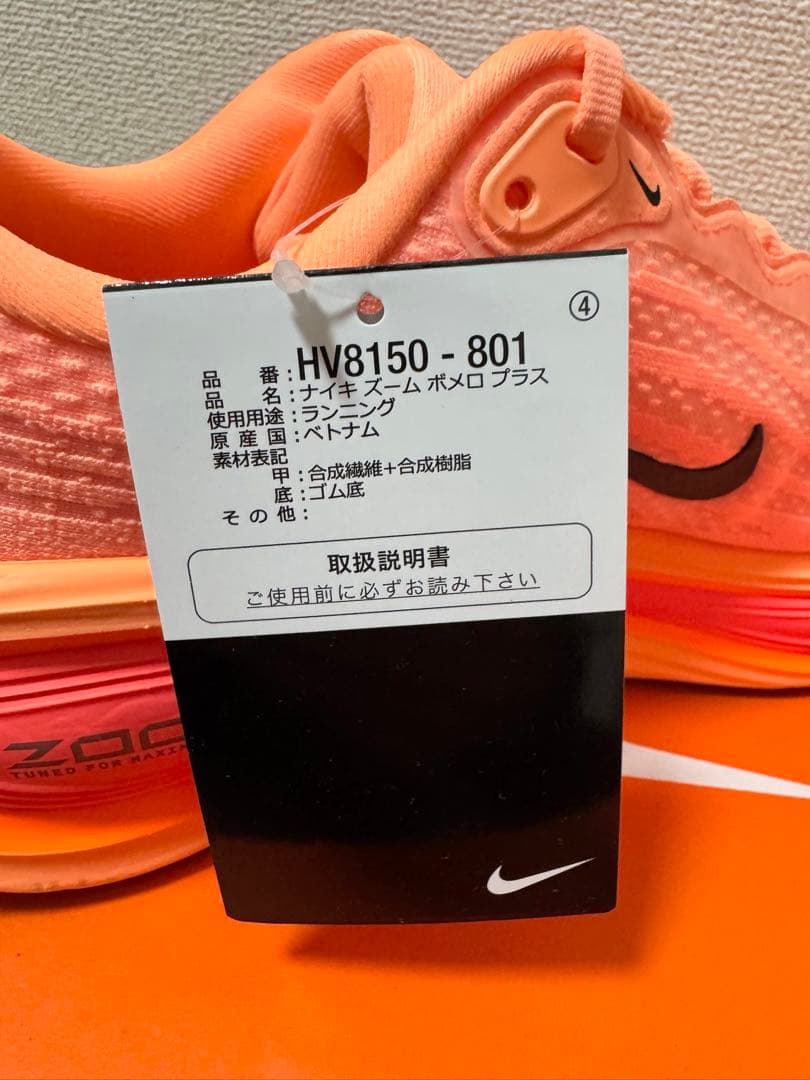 ④
品 番:HV8150 - 801
品 名:ナイキ ズーム ボメロ プラス
使用用途:ランニング
原 産 国:ベトナム
素材表記
甲:合成繊維+合成樹脂
底:ゴム底
そ の 他:
取扱説明書
ご使用前に必ずお読み下さい
TUNED FOR